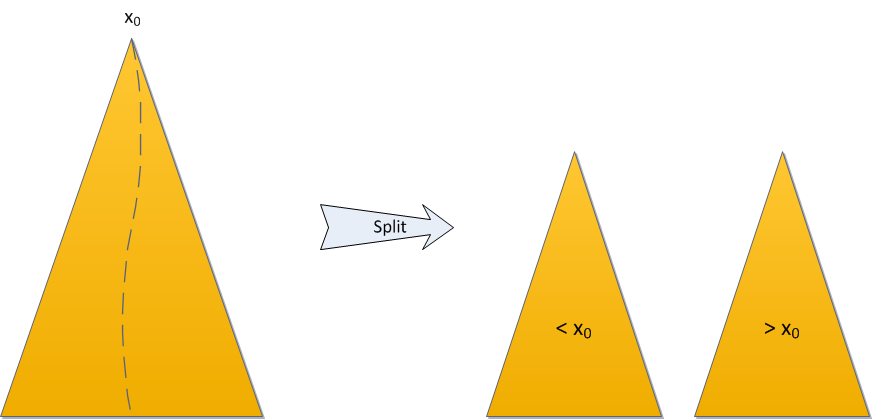 x₀
Split
< x₀
> x₀